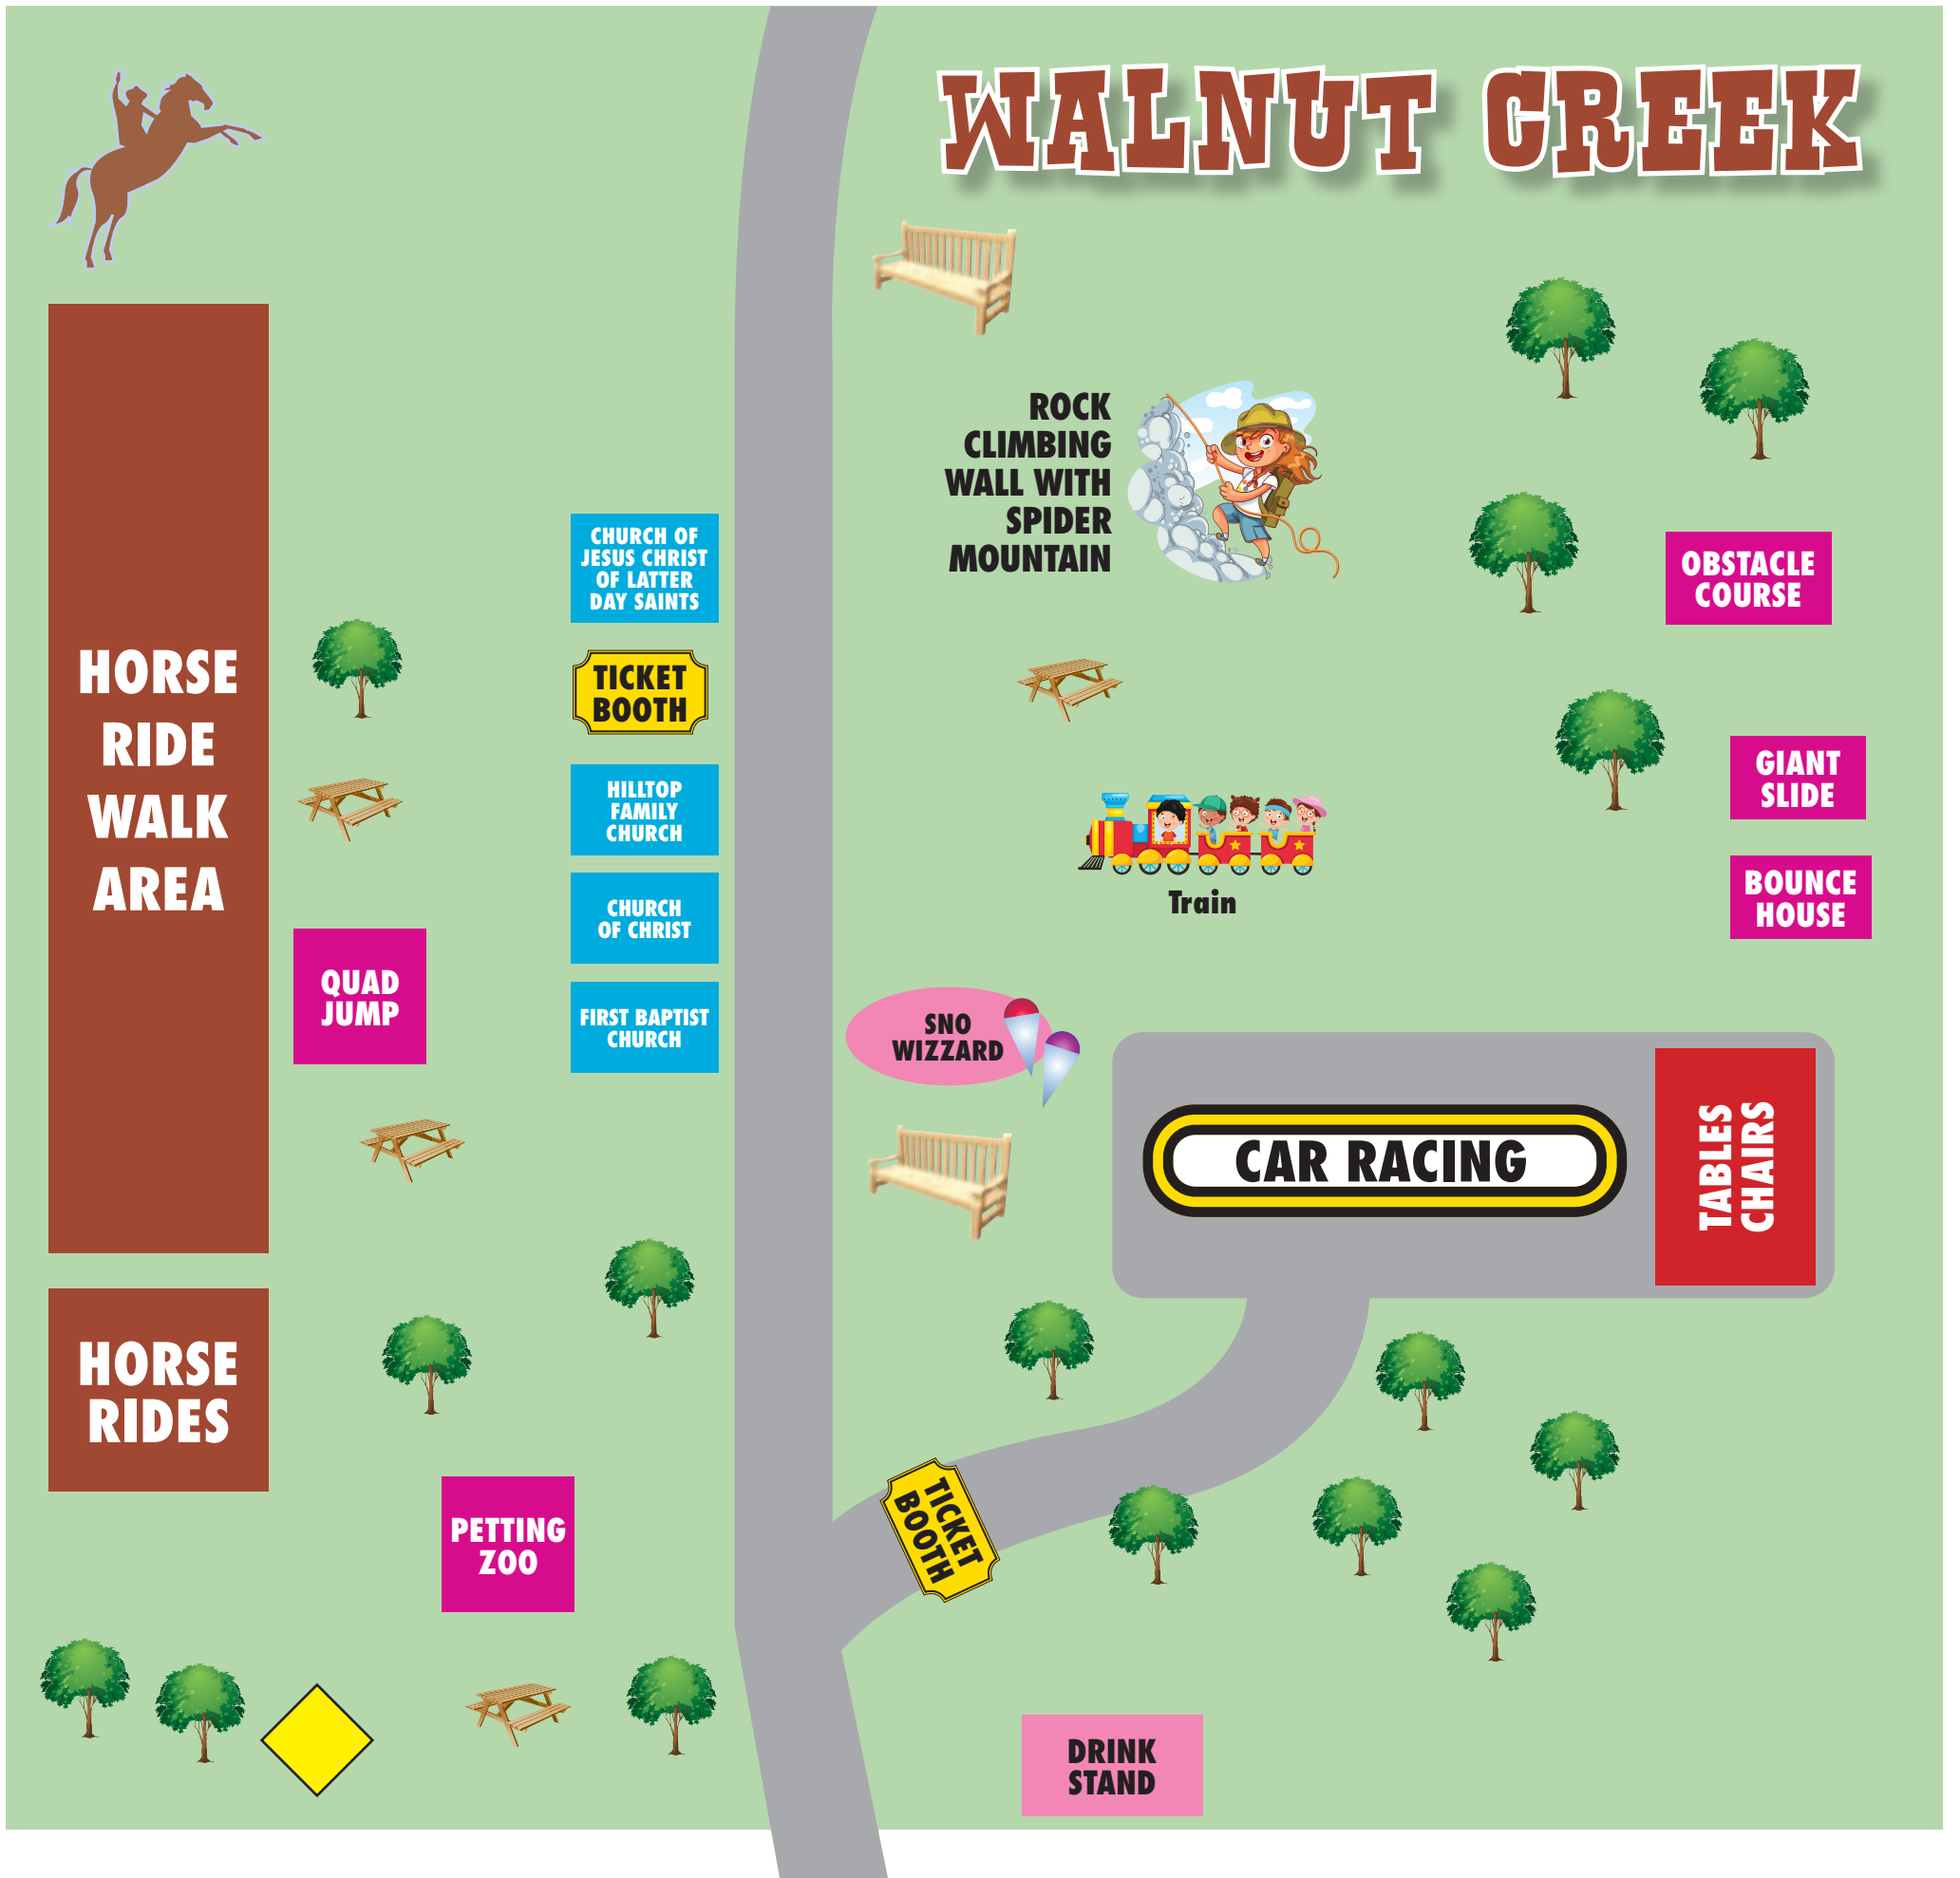 WALNUT CREEK
ROCK
CLIMBING
WALL WITH
SPIDER
MOUNTAIN
HORSE
RIDE
WALK
AREA
CHURCH OF
JESUS CHRIST
OF LATTER
DAY SAINTS
TICKET
BOOTH
HILLTOP
FAMILY
CHURCH
CHURCH
OF CHRIST
FIRST BAPTIST
CHURCH
QUAD
JUMP
OBSTACLE
COURSE
GIANT
SLIDE
BOUNCE
HOUSE
Train
SNO
WIZZARD
CAR RACING
TABLES
CHAIRS
HORSE
RIDES
PETTING
ZOO
TICKET
BOOTH
DRINK
STAND